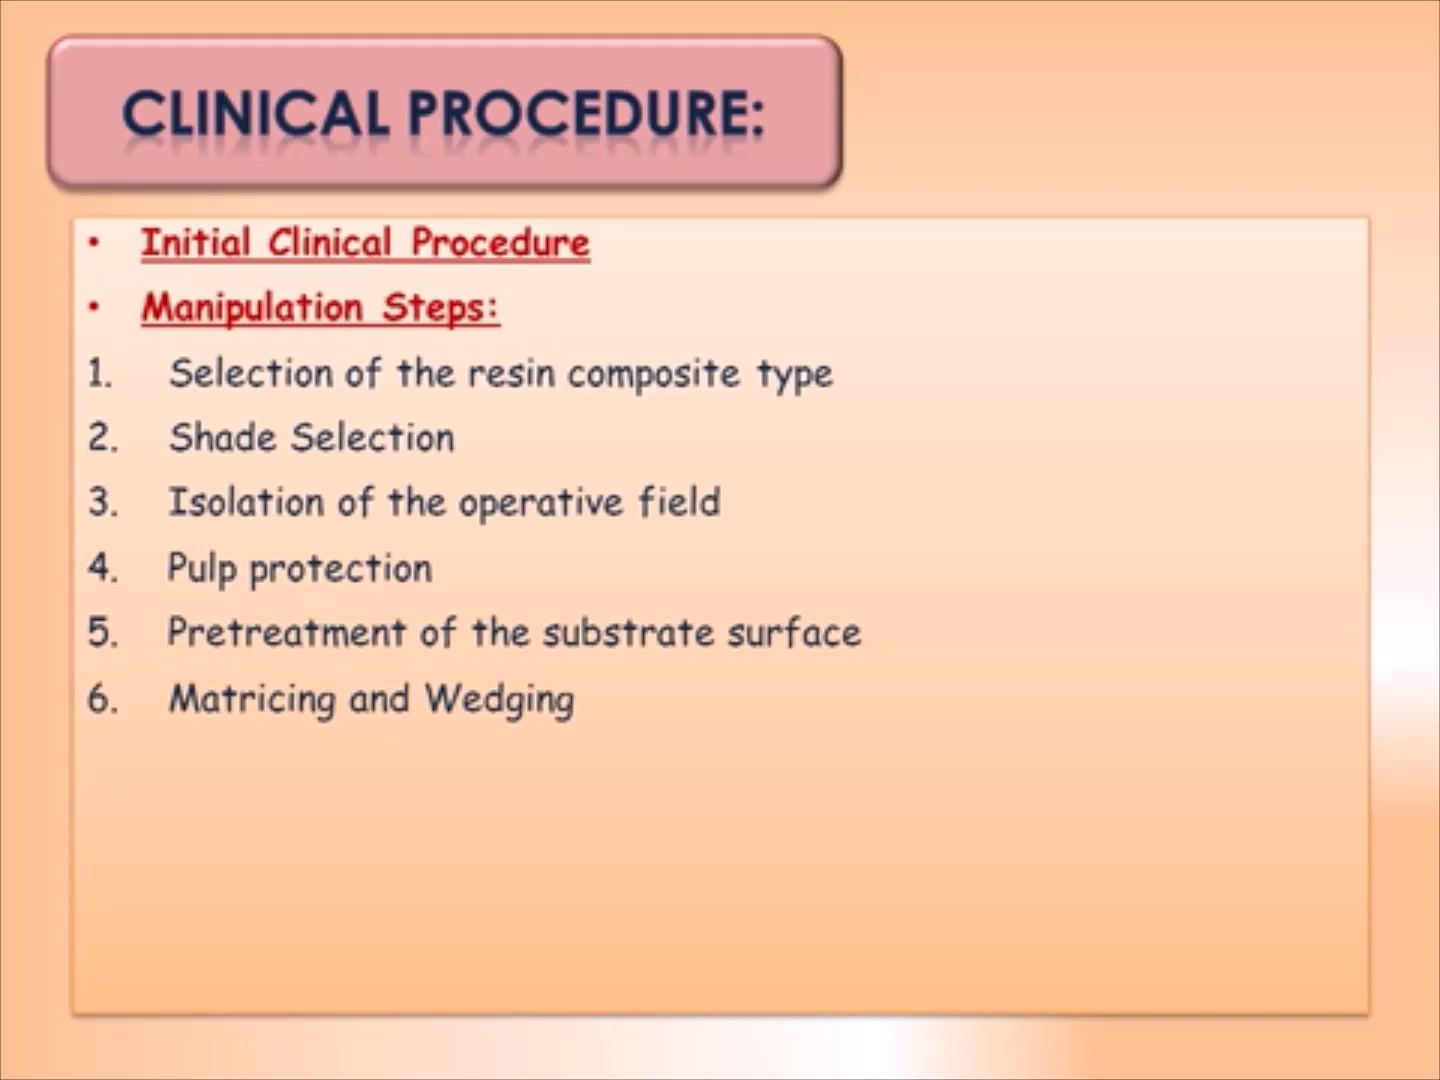 CLINICAL PROCEDURE:
• Initial Clinical Procedure
• Manipulation Steps:
1. Selection of the resin composite type
2. Shade Selection
3. Isolation of the operative field
4. Pulp protection
5. Pretreatment of the substrate surface
6. Matricing and Wedging